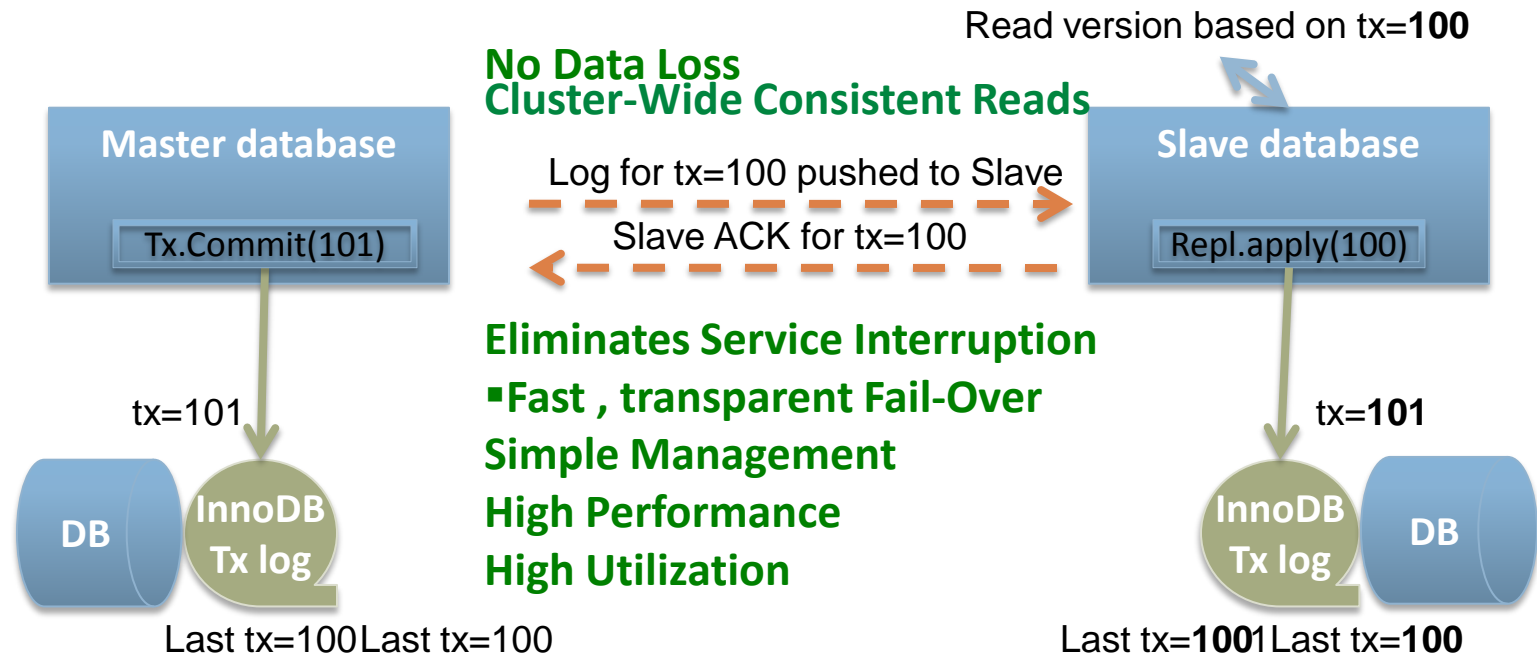 Read version based on tx=100
No Data Loss
Cluster-Wide Consistent Reads
Master database
Slave database
Log for tx=100 pushed to Slave
Tx.Commit(101)
Slave ACK for tx=100
Repl.apply(100)
Eliminates Service Interruption
▪Fast , transparent Fail-Over
tx=101
tx=101
Simple Management
High Performance
High Utilization
DB
InnoDB
Tx log
InnoDB
Tx log
DB
Last tx=100Last tx=100
Last tx=1001Last tx=100